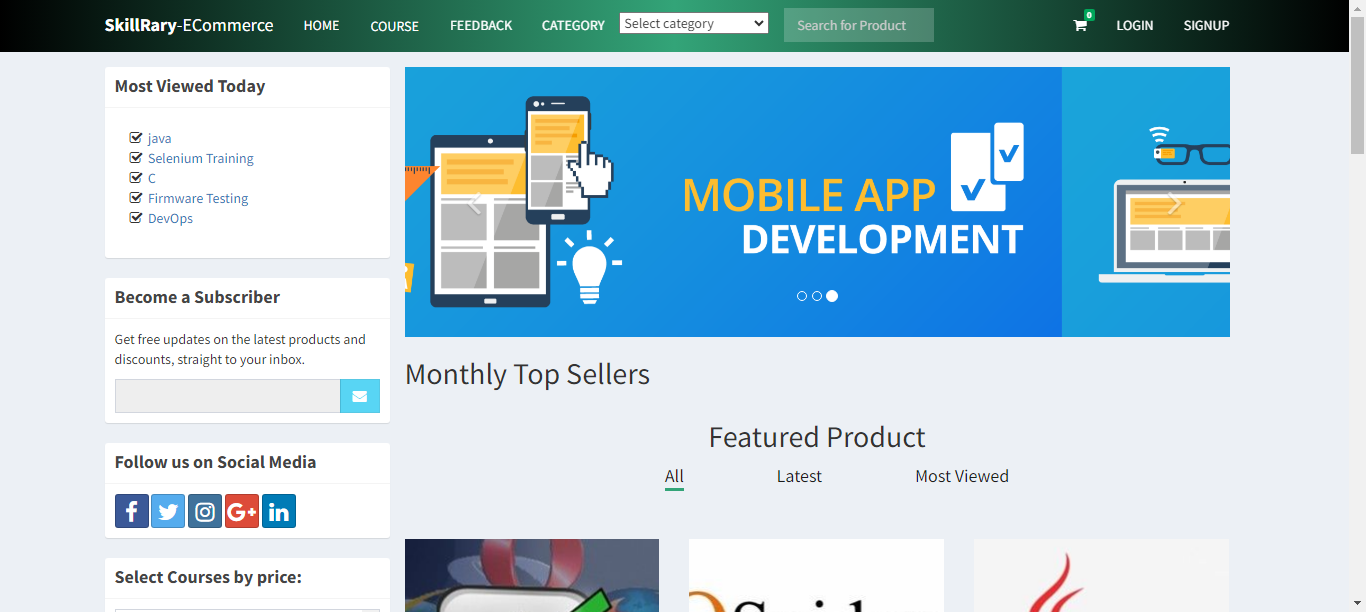 SkillRary-ECommerce HOME COURSE FEEDBACK CATEGORY Select category Search for Product 0 LOGIN SIGNUP
Most Viewed Today
java
Selenium Training
C
Firmware Testing
DevOps
Become a Subscriber
Get free updates on the latest products and
discounts, straight to your inbox.
Follow us on Social Media
f G+ in
Select Courses by price:
MOBILE APP
DEVELOPMENT
Monthly Top Sellers
Featured Product
All Latest Most Viewed